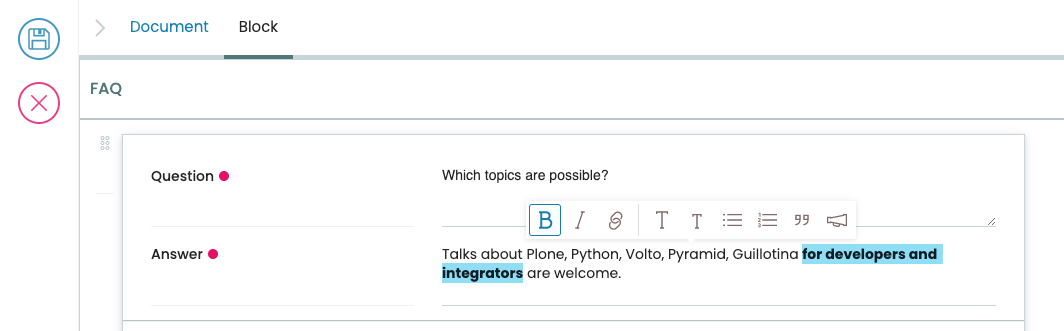 Document Block
FAQ
Question Which topics are possible?
B I T T
Answer Talks about Plone, Python, Volto, Pyramid, Guillotina for developers and
integrators are welcome.